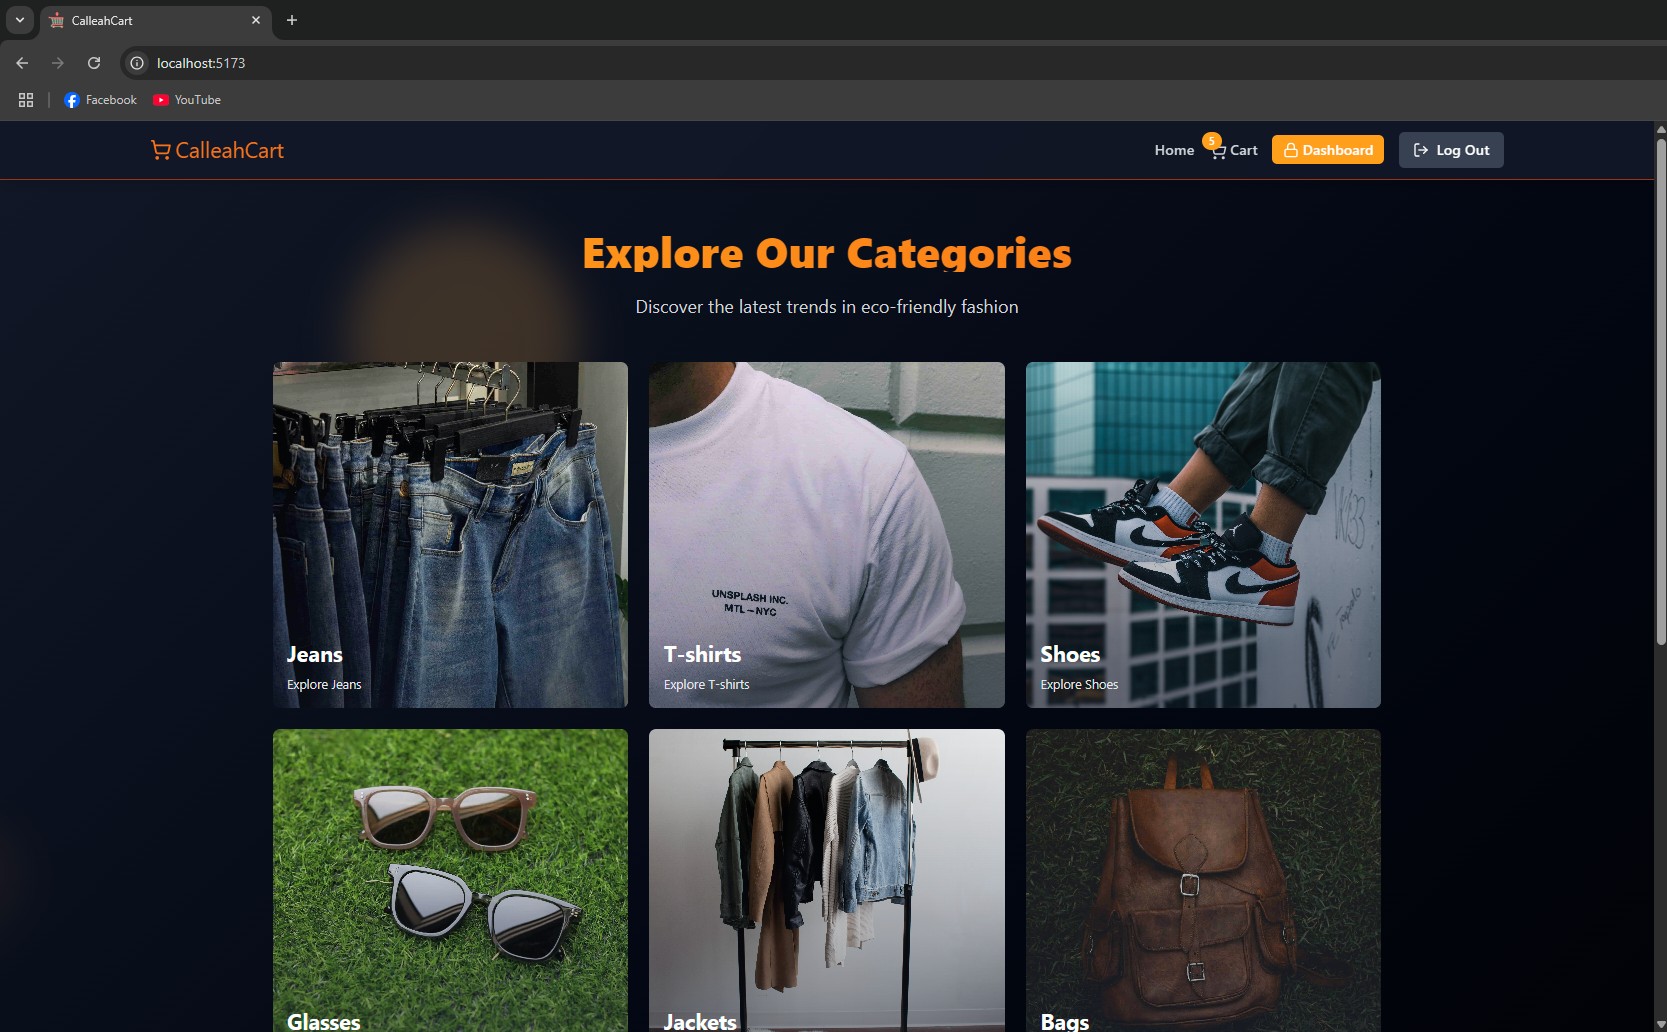 CalleahCart
localhost:5173
Facebook YouTube
CalleahCart Home 5 Cart Dashboard Log Out
Explore Our Categories
Discover the latest trends in eco-friendly fashion
UNSPLASH INC.
MTL – NYC
Jeans T-shirts Shoes
Explore Jeans Explore T-shirts Explore Shoes
Glasses Jackets Bags